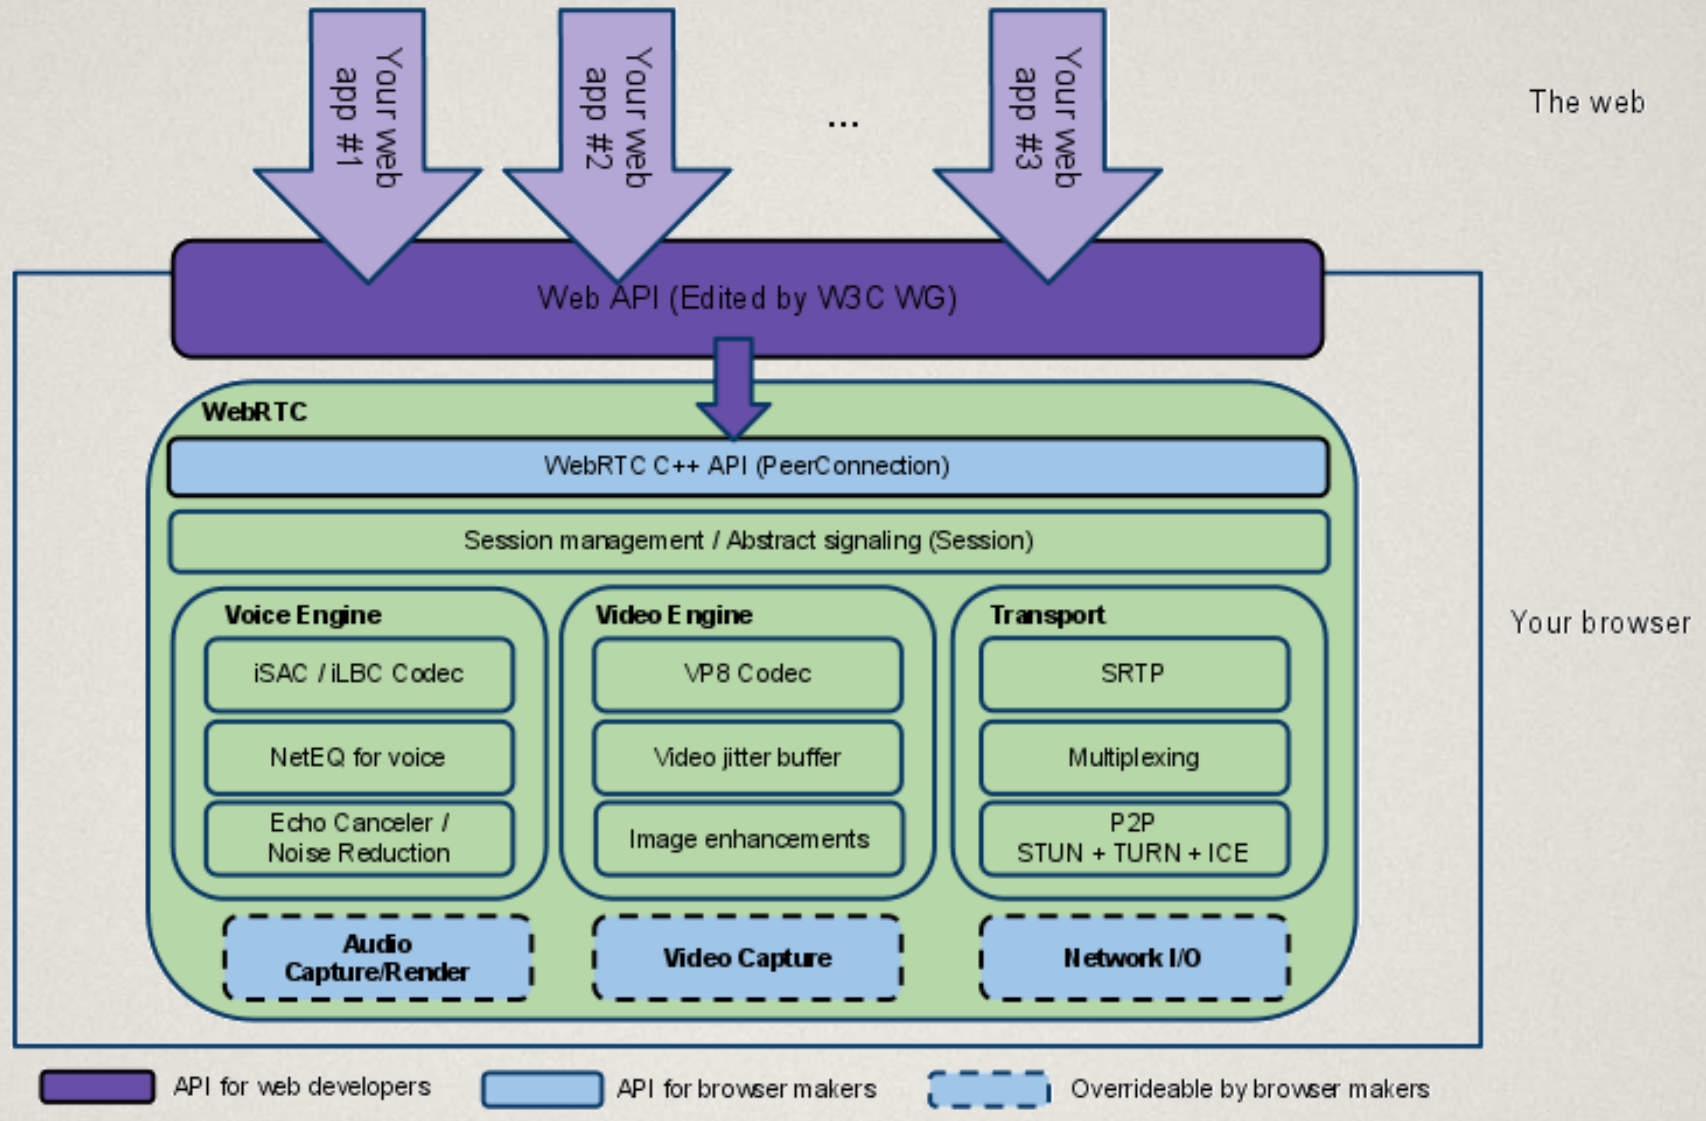 Your web
app #1
Your web
app #2
...
Your web
app #3
The web
Web API (Edited by W3C WG)
WebRTC
WebRTC C++ API (PeerConnection)
Session management / Abstract signaling (Session)
Your browser
Voice Engine
iSAC / iLBC Codec
NetEQ for voice
Echo Canceler /
Noise Reduction
Video Engine
VP8 Codec
Video jitter buffer
Image enhancements
Transport
SRTP
Multiplexing
P2P
STUN + TURN + ICE
Audio
Capture/Render
Video Capture
Network I/O
API for web developers
API for browser makers
Overrideable by browser makers